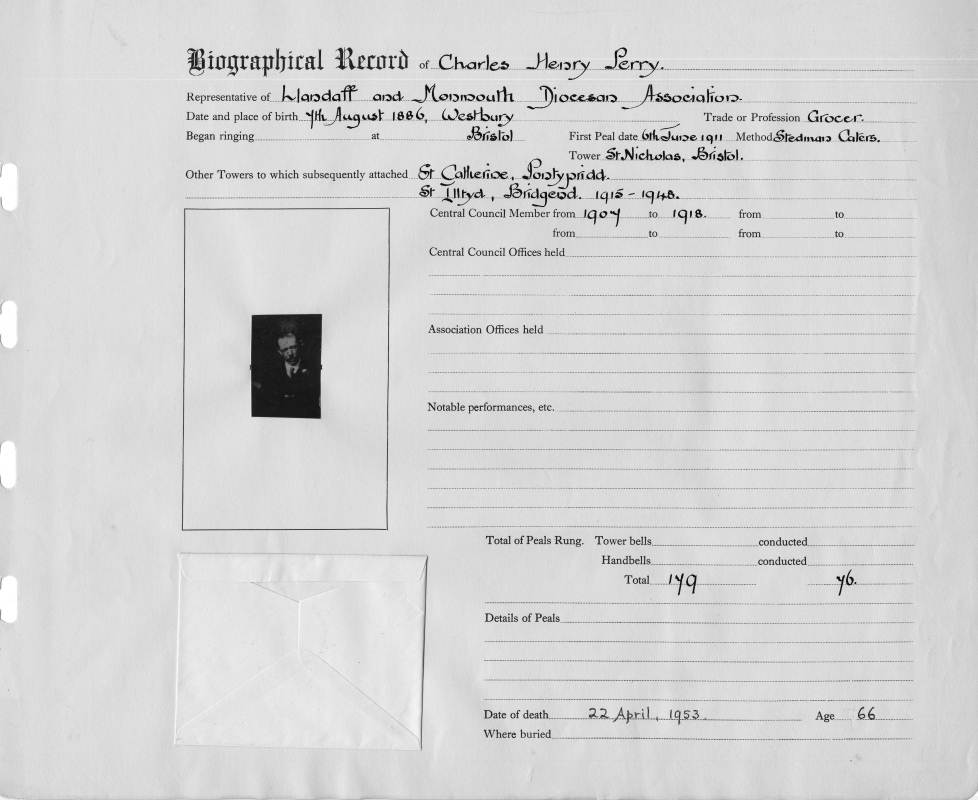 Biographical Record of Charles Henry Perry.
Representative of Llandaff and Monmouth Diocesan Association.
Date and place of birth 7th August 1886, Westbury Trade or Profession Grocer.
Began ringing at Bristol First Peal date 6th June 1911 Method Stedman Caters.
Tower St. Nicholas, Bristol.
Other Towers to which subsequently attached St Catherine, Pontypridd.
St Illtyd, Bridgend. 1915 - 1948.
Central Council Member from 1907 to 1918. from to
from to from to
Central Council Offices held
Association Offices held
Notable performances, etc.
Total of Peals Rung. Tower bells conducted
Handbells conducted
Total 179 76.
Details of Peals
Date of death 22 April, 1953. Age 66
Where buried